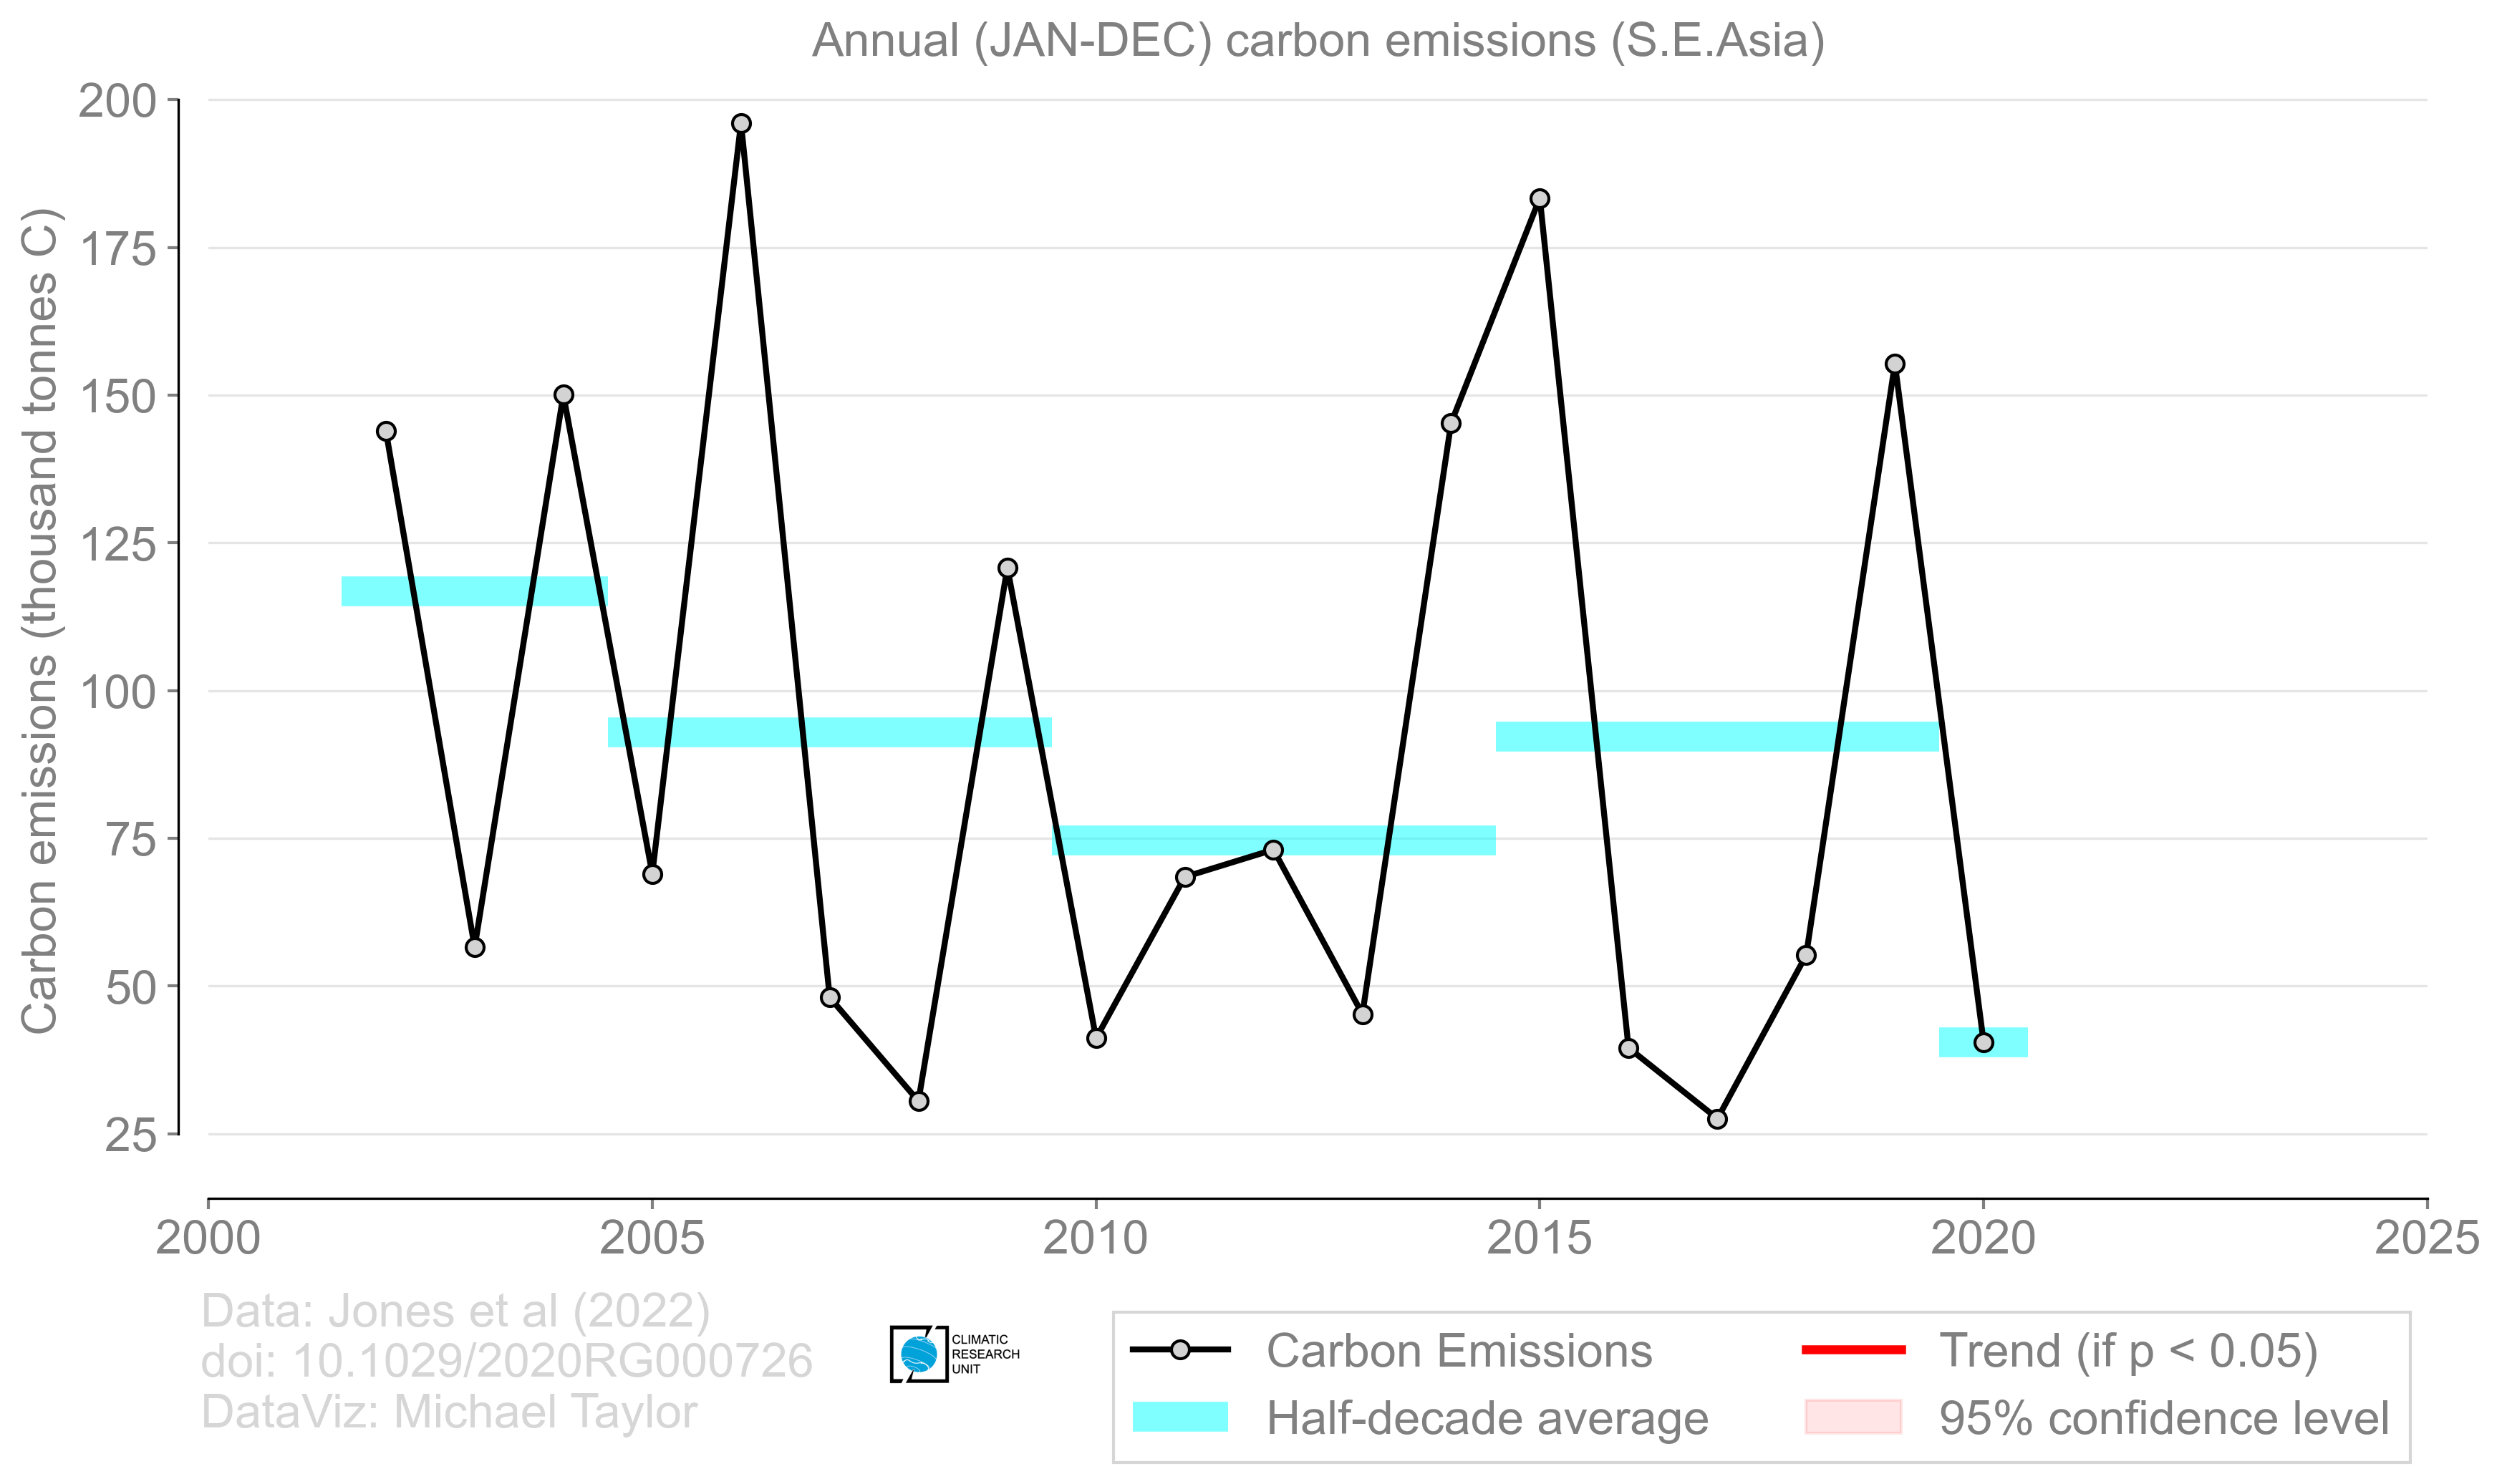 Annual (JAN-DEC) carbon emissions (S.E.Asia)
Carbon emissions (thousand tonnes C)
200
175
150
125
100
75
50
25
2000 2005 2010 2015 2020 2025
Data: Jones et al (2022)
doi: 10.1029/2020RG000726
DataViz: Michael Taylor
CLIMATIC
RESEARCH
UNIT
Carbon Emissions
Half-decade average
Trend (if p < 0.05)
95% confidence level